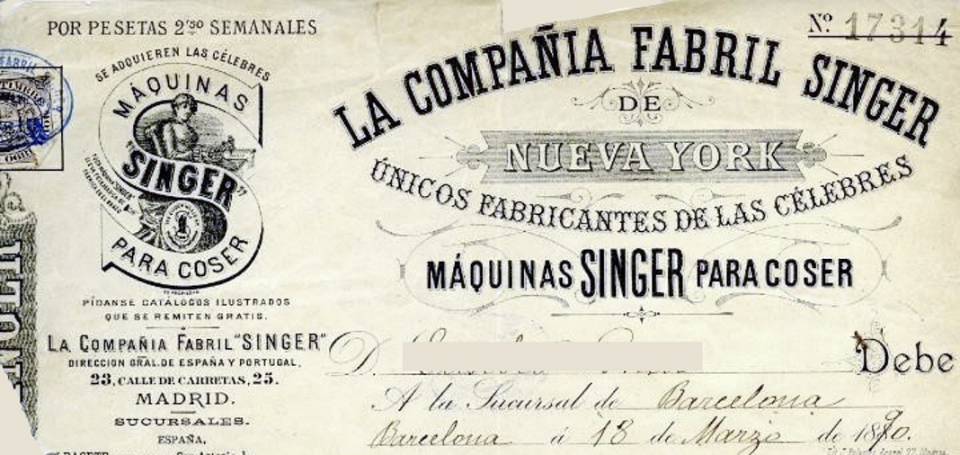 POR PESETAS 2'50 SEMANALES
SE ADQUIEREN LAS CÉLEBRES
MÁQUINAS
"SINGER"
PARA COSER
PÍDANSE CATÁLOGOS ILUSTRADOS
QUE SE REMITEN GRATIS.
LA COMPAÑIA FABRIL "SINGER"
DIRECCION GRAL. DE ESPAÑA Y PORTUGAL,
23, CALLE DE CARRETAS, 25.
MADRID.
SUCURSALES.
ESPAÑA,
Nº 17314
LA COMPAÑIA FABRIL SINGER
DE
NUEVA YORK
ÚNICOS FABRICANTES DE LAS CÉLEBRES
MÁQUINAS SINGER PARA COSER
D. Debe
A la Sucursal de Barcelona
Barcelona á 13 de Marzo de 1890.